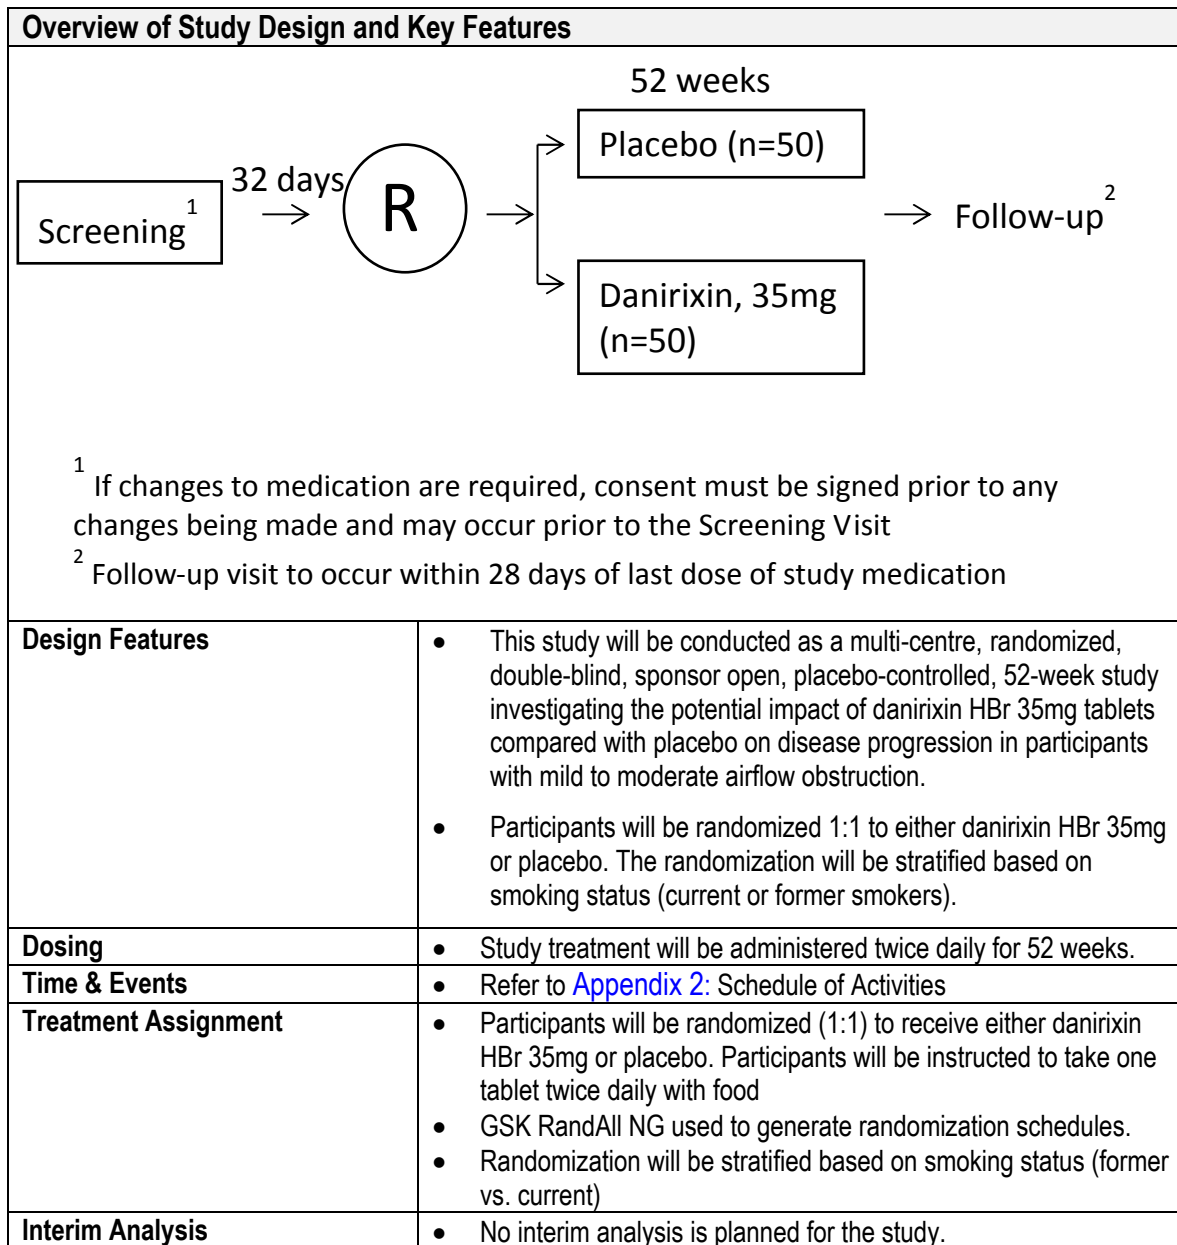 Overview of Study Design and Key Features
52 weeks
Placebo (n=50)
32 days
R
Screening1
Follow-up2
Danirixin, 35mg
(n=50)
1 If changes to medication are required, consent must be signed prior to any
changes being made and may occur prior to the Screening Visit
2 Follow-up visit to occur within 28 days of last dose of study medication
Design Features
• This study will be conducted as a multi-centre, randomized,
double-blind, sponsor open, placebo-controlled, 52-week study
investigating the potential impact of danirixin HBr 35mg tablets
compared with placebo on disease progression in participants
with mild to moderate airflow obstruction.
• Participants will be randomized 1:1 to either danirixin HBr 35mg
or placebo. The randomization will be stratified based on
smoking status (current or former smokers).
Dosing
• Study treatment will be administered twice daily for 52 weeks.
Time & Events
• Refer to Appendix 2: Schedule of Activities
Treatment Assignment
• Participants will be randomized (1:1) to receive either danirixin
HBr 35mg or placebo. Participants will be instructed to take one
tablet twice daily with food
• GSK RandAll NG used to generate randomization schedules.
• Randomization will be stratified based on smoking status (former
vs. current)
Interim Analysis
• No interim analysis is planned for the study.